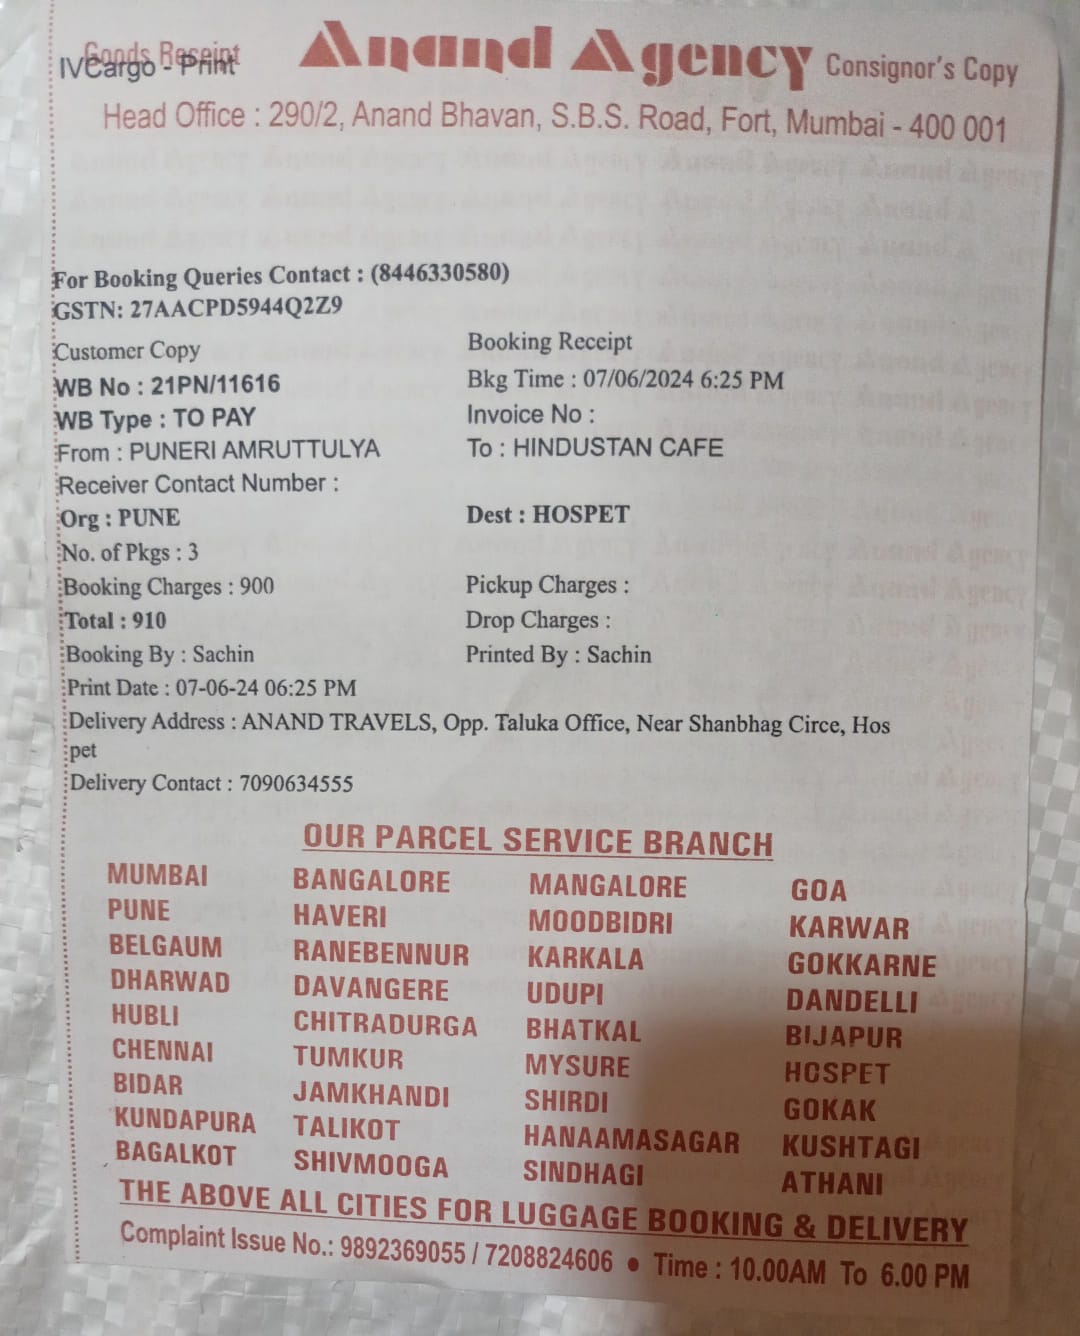 Goods Receipt
IVCargo - Print
Anand Agency
Consignor's Copy
Head Office : 290/2, Anand Bhavan, S.B.S. Road, Fort, Mumbai - 400 001
For Booking Queries Contact : (8446330580)
GSTN: 27AACPD5944Q2Z9
Customer Copy Booking Receipt
WB No : 21PN/11616 Bkg Time : 07/06/2024 6:25 PM
WB Type : TO PAY Invoice No :
From : PUNERI AMRUTTULYA To : HINDUSTAN CAFE
Receiver Contact Number :
Org : PUNE Dest : HOSPET
No. of Pkgs : 3
Booking Charges : 900 Pickup Charges :
Total : 910 Drop Charges :
Booking By : Sachin Printed By : Sachin
Print Date : 07-06-24 06:25 PM
Delivery Address : ANAND TRAVELS, Opp. Taluka Office, Near Shanbhag Circe, Hos
pet
Delivery Contact : 7090634555
OUR PARCEL SERVICE BRANCH
MUMBAI BANGALORE MANGALORE GOA
PUNE HAVERI MOODBIDRI KARWAR
BELGAUM RANEBENNUR KARKALA GOKKARNE
DHARWAD DAVANGERE UDUPI DANDELLI
HUBLI CHITRADURGA BHATKAL BIJAPUR
CHENNAI TUMKUR MYSURE HOSPET
BIDAR JAMKHANDI SHIRDI GOKAK
KUNDAPURA TALIKOT HANAAMASAGAR KUSHTAGI
BAGALKOT SHIVMOOGA SINDHAGI ATHANI
THE ABOVE ALL CITIES FOR LUGGAGE BOOKING & DELIVERY
Complaint Issue No.: 9892369055 / 7208824606 ● Time : 10.00AM To 6.00 PM